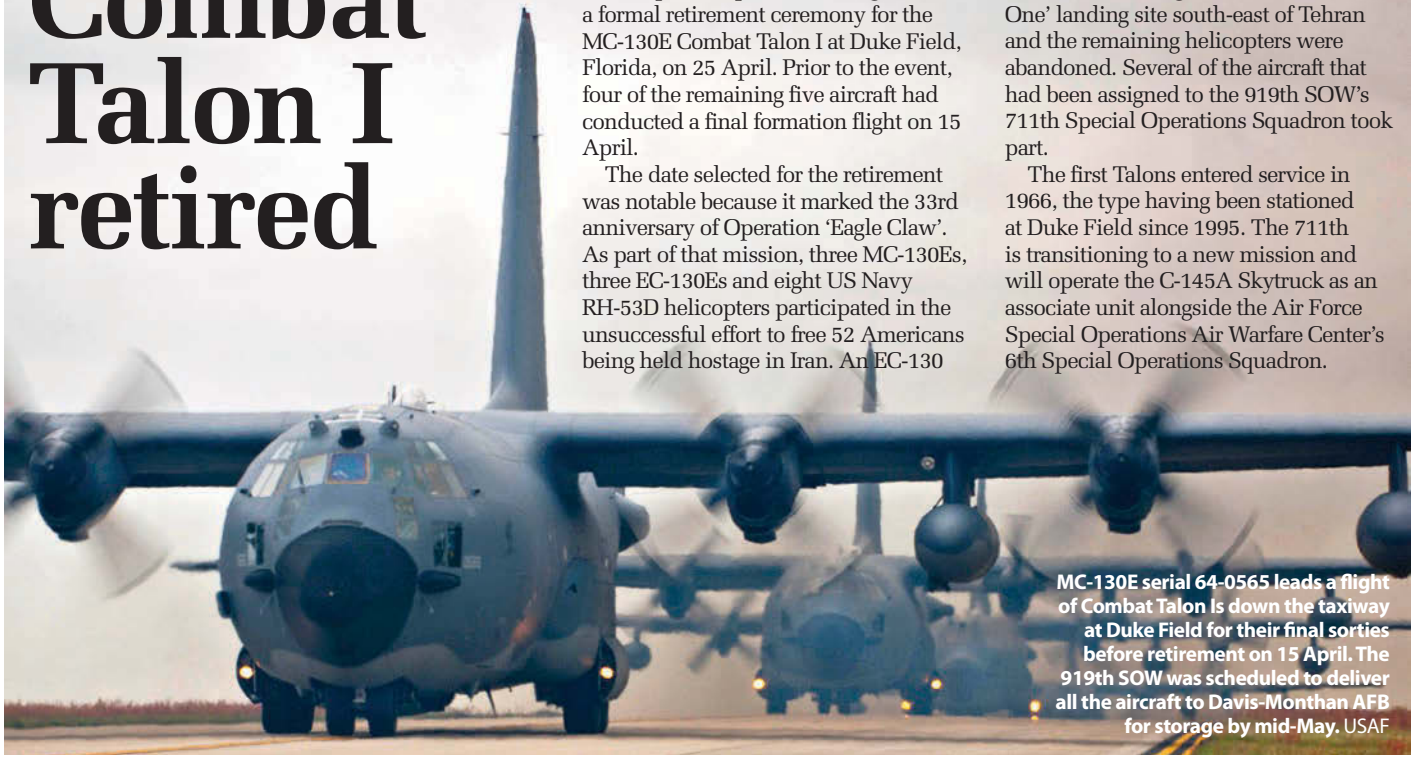 Combat
Talon I
retired
a formal retirement ceremony for the
MC-130E Combat Talon I at Duke Field,
Florida, on 25 April. Prior to the event,
four of the remaining five aircraft had
conducted a final formation flight on 15
April.
The date selected for the retirement
was notable because it marked the 33rd
anniversary of Operation ‘Eagle Claw’.
As part of that mission, three MC-130Es,
three EC-130Es and eight US Navy
RH-53D helicopters participated in the
unsuccessful effort to free 52 Americans
being held hostage in Iran. An EC-130
One’ landing site south-east of Tehran
and the remaining helicopters were
abandoned. Several of the aircraft that
had been assigned to the 919th SOW’s
711th Special Operations Squadron took
part.
The first Talons entered service in
1966, the type having been stationed
at Duke Field since 1995. The 711th
is transitioning to a new mission and
will operate the C-145A Skytruck as an
associate unit alongside the Air Force
Special Operations Air Warfare Center’s
6th Special Operations Squadron.
MC-130E serial 64-0565 leads a flight
of Combat Talon Is down the taxiway
at Duke Field for their final sorties
before retirement on 15 April. The
919th SOW was scheduled to deliver
all the aircraft to Davis-Monthan AFB
for storage by mid-May. USAF